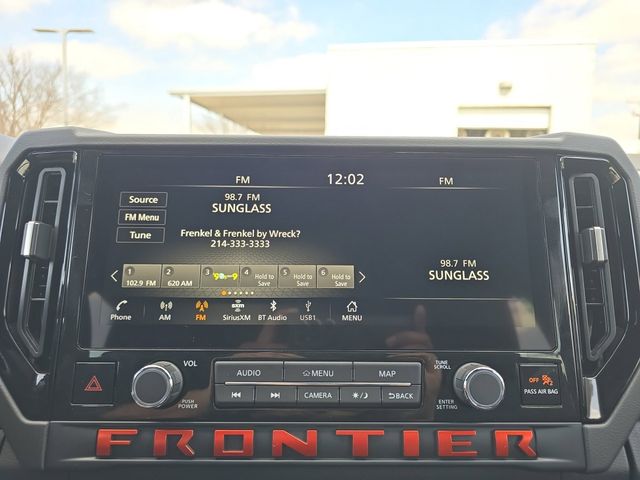 FM 12:02 FM
98.7 FM
SUNGLASS
Source
FM Menu
Tune
Frenkel & Frenkel by Wreck?
214-333-3333
98.7 FM
SUNGLASS
1 2 3 4 5 6
102.9 FM 620 AM Hold to Save Hold to Save Hold to Save
Phone AM FM SiriusXM BT Audio USB1 MENU
VOL
PUSH
POWER
AUDIO MENU MAP
CAMERA BACK
TUNE
SCROLL
ENTER
SETTING
OFF
PASS AIR BAG
FRONTIER